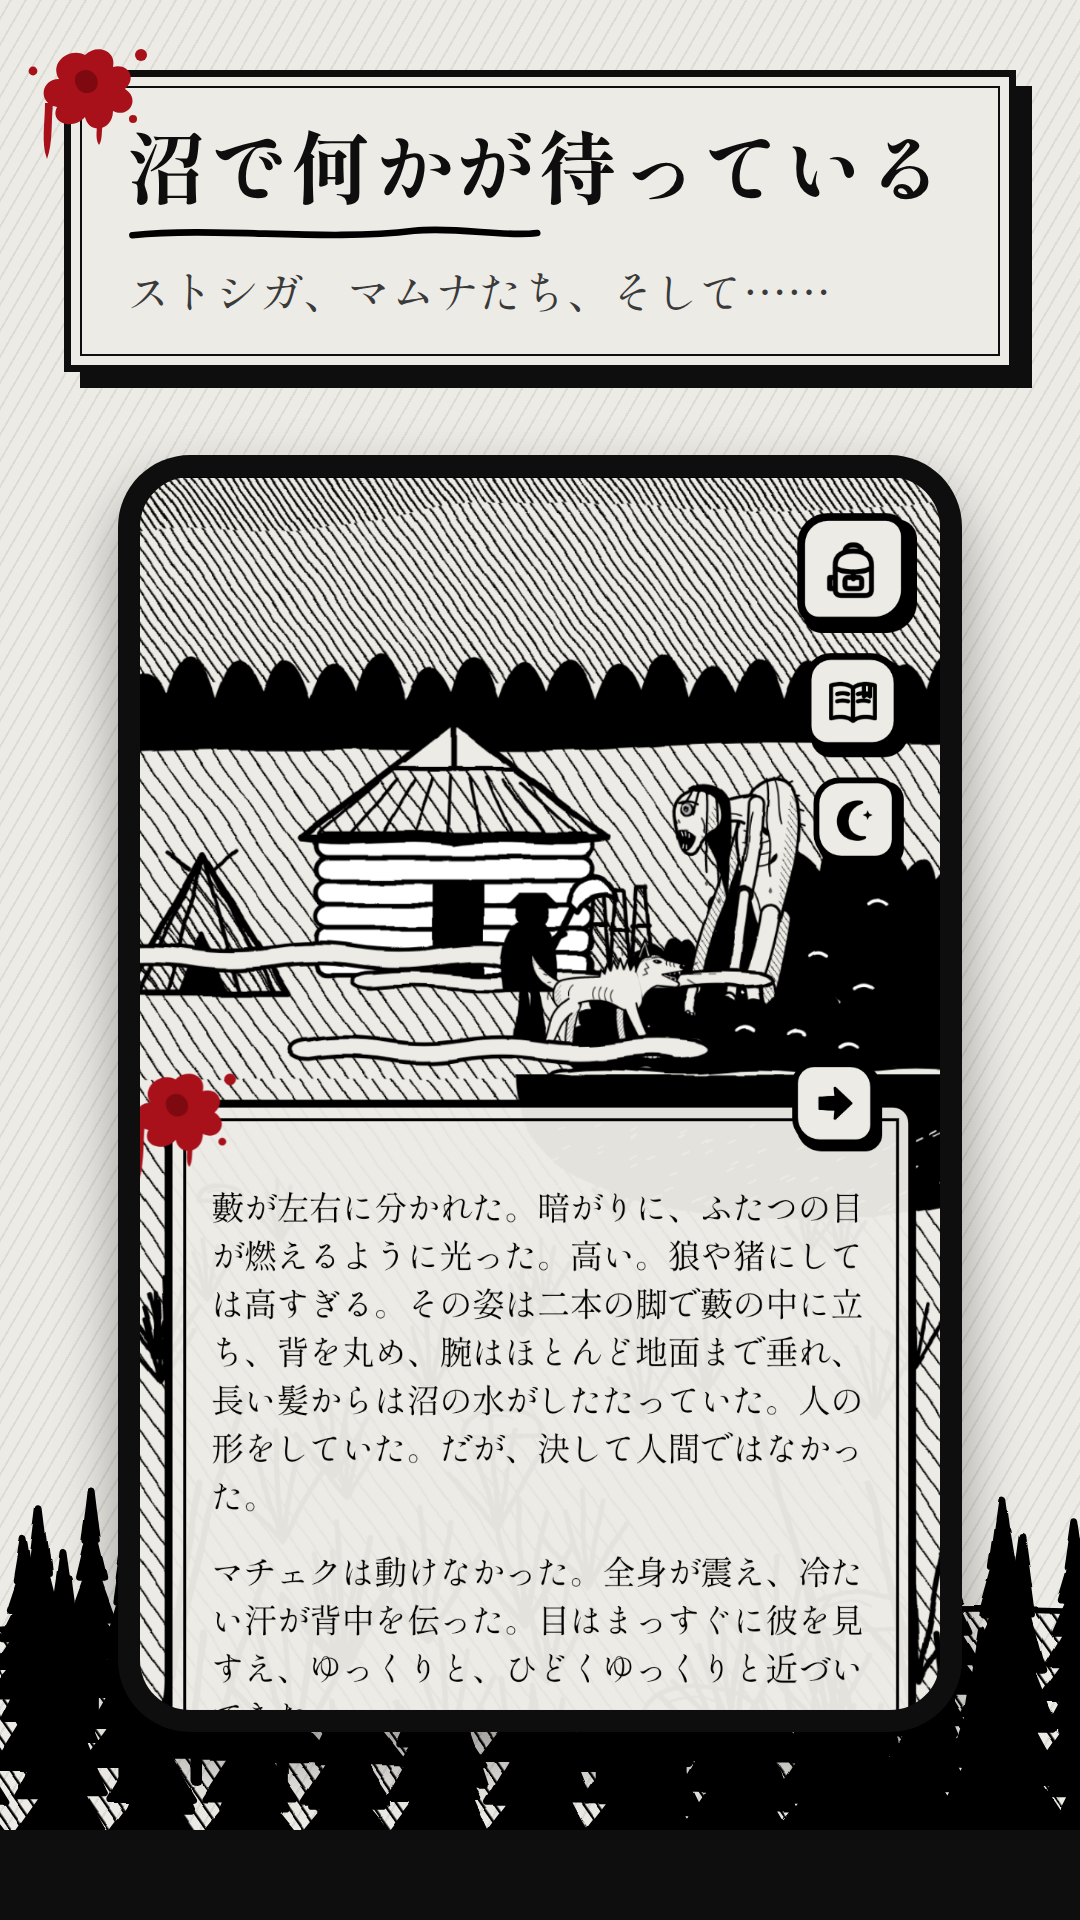 沼で何かが待っている
ストシガ、マムナたち、そして……
藪が左右に分かれた。暗がりに、ふたつの目
が燃えるように光った。高い。狼や猪にして
は高すぎる。その姿は二本の脚で藪の中に立
ち、背を丸め、腕はほとんど地面まで垂れ、
長い髪からは沼の水がしたたっていた。人の
形をしていた。だが、決して人間ではなかっ
た。
マチェクは動けなかった。全身が震え、冷た
い汗が背中を伝った。目はまっすぐに彼を見
すえ、ゆっくりと、ひどくゆっくりと近づい